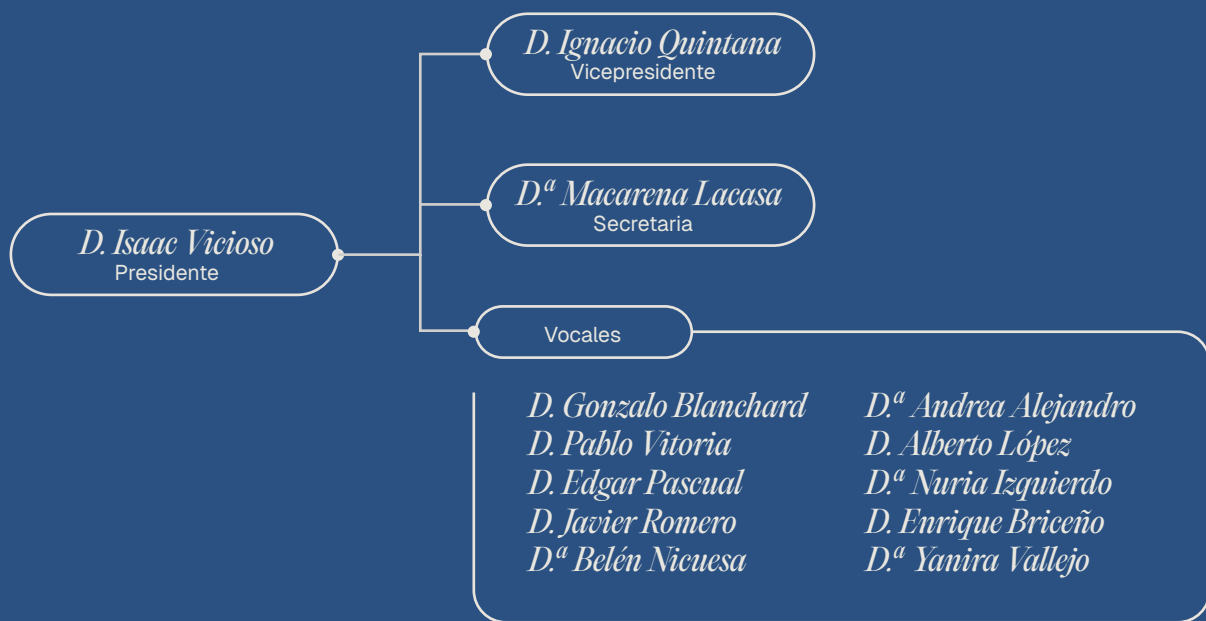 D. Ignacio Quintana
Vicepresidente
D.ª Macarena Lacasa
Secretaria
D. Isaac Vicioso
Presidente
Vocales
D. Gonzalo Blanchard
D. Pablo Vitoria
D. Edgar Pascual
D. Javier Romero
D.ª Belén Nicuesa
D.ª Andrea Alejandro
D. Alberto López
D.ª Nuria Izquierdo
D. Enrique Briceño
D.ª Yanira Vallejo